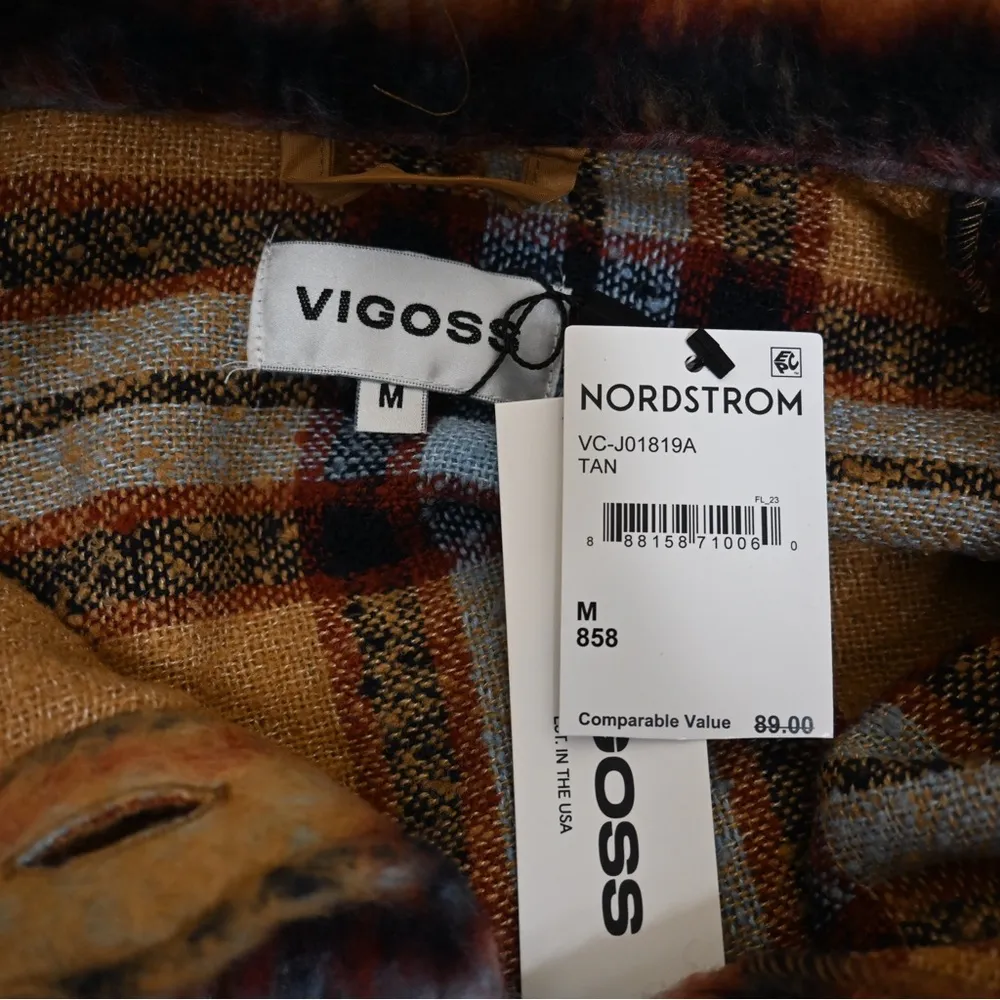 VIGOSS
M
NORDSTROM
EPC
VC-J01819A
TAN
FL_23
8 88158 71006 0
M
858
Comparable Value 89.00
IN THE USA
GOSS